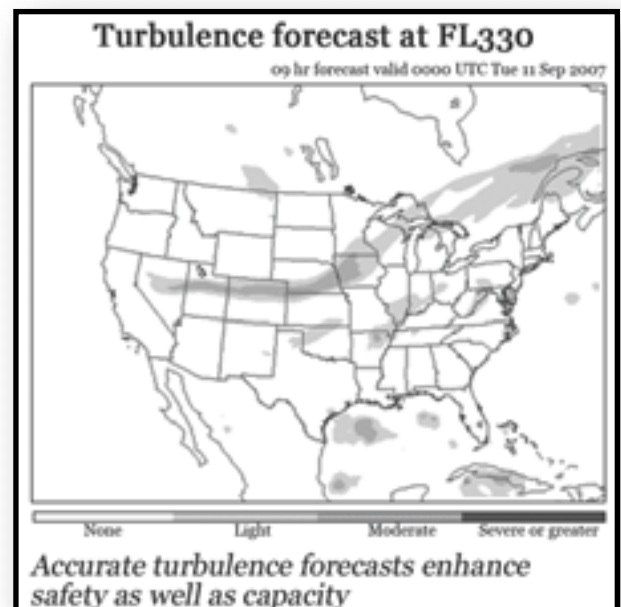 Turbulence forecast at FL330
09 hr forecast valid 0000 UTC Tue 11 Sep 2007
None Light Moderate Severe or greater
Accurate turbulence forecasts enhance
safety as well as capacity